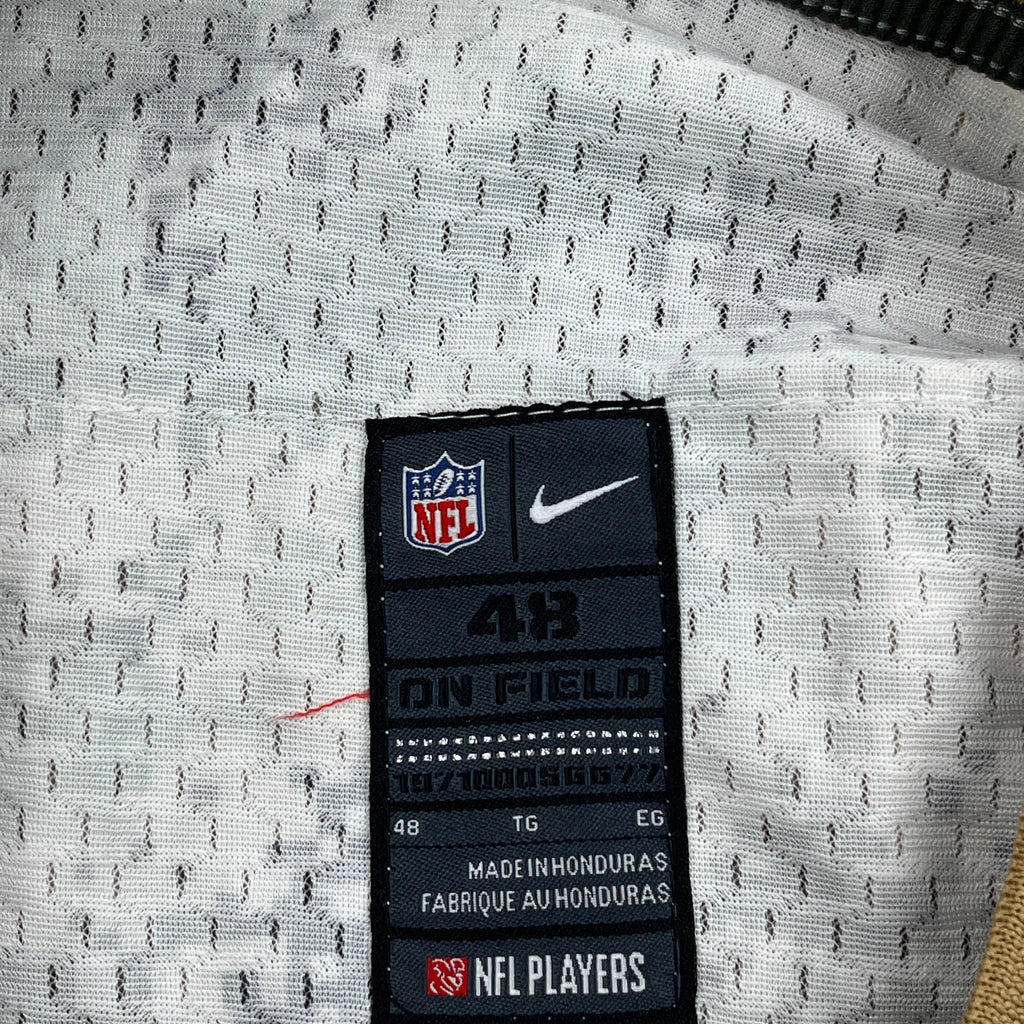 NFL
48
ON FIELD
48 TG EG
MADE IN HONDURAS
FABRIQUE AU HONDURAS
NFL PLAYERS